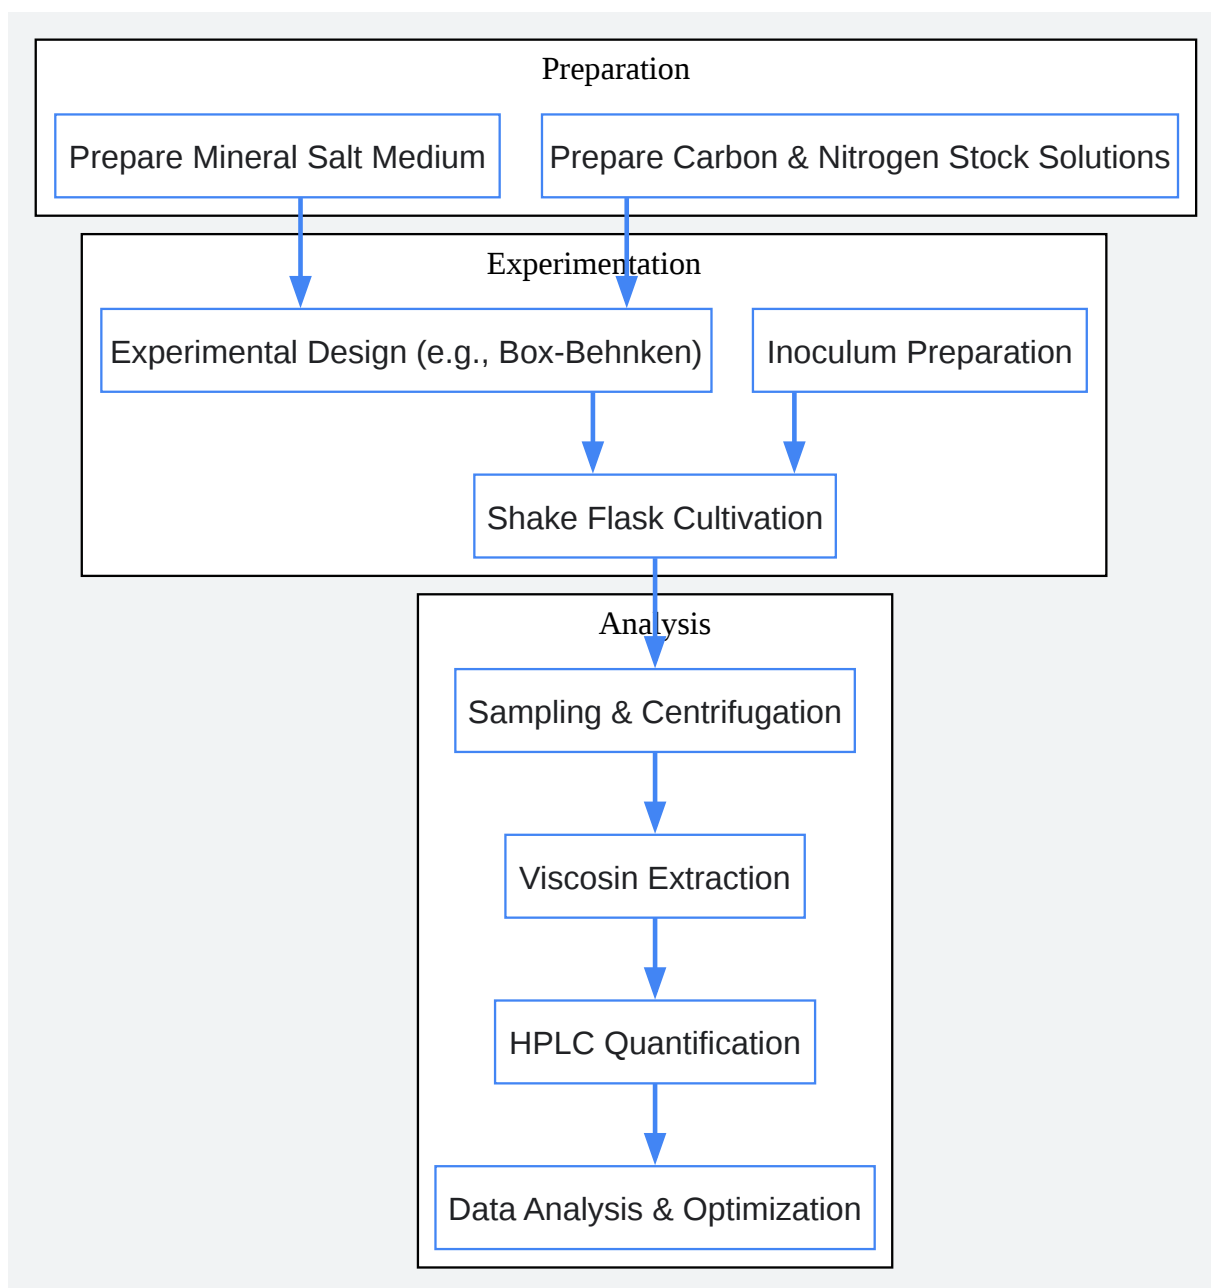 Preparation
Prepare Mineral Salt Medium
Prepare Carbon & Nitrogen Stock Solutions
Experimentation
Experimental Design (e.g., Box-Behnken)
Inoculum Preparation
Shake Flask Cultivation
Analysis
Sampling & Centrifugation
Viscosin Extraction
HPLC Quantification
Data Analysis & Optimization